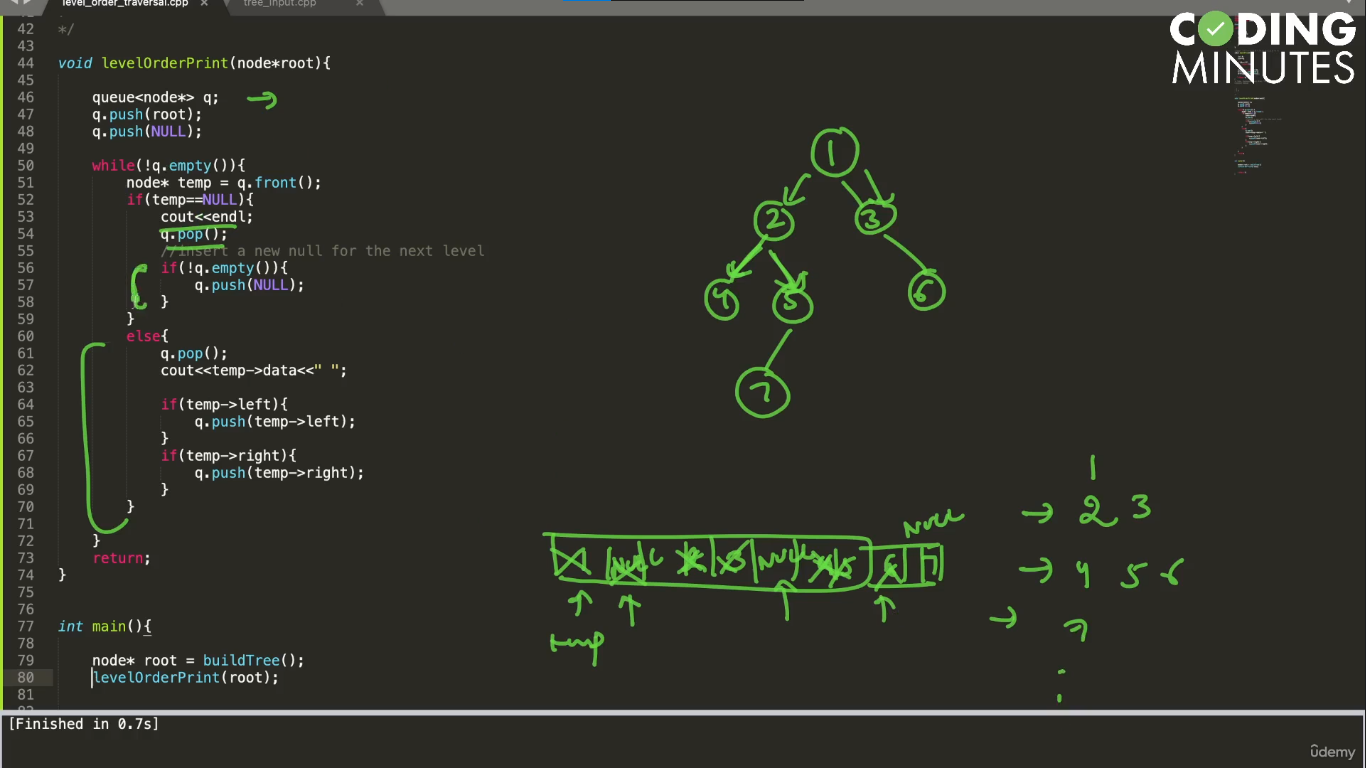 level_order_traversal.cpp
tree_input.cpp
CODING
MINUTES
42 */
43
44 void levelOrderPrint(node*root){
45
46 queue<node*> q;
47 q.push(root);
48 q.push(NULL);
49
50 while(!q.empty()){
51 node* temp = q.front();
52 if(temp==NULL){
53 cout<<endl;
54 q.pop();
55 //insert a new null for the next level
56 if(!q.empty()){
57 q.push(NULL);
58 }
59 }
60 else{
61 q.pop();
62 cout<<temp->data<<" ";
63
64 if(temp->left){
65 q.push(temp->left);
66 }
67 if(temp->right){
68 q.push(temp->right);
69 }
70 }
71
72 }
73 return;
74 }
75
76
77 int main(){
78
79 node* root = buildTree();
80 levelOrderPrint(root);
81
1
2 3
4 5 6
7
Null
Null Null 7
temp
1
2 3
4 5 6
7
[Finished in 0.7s]
ûdemy